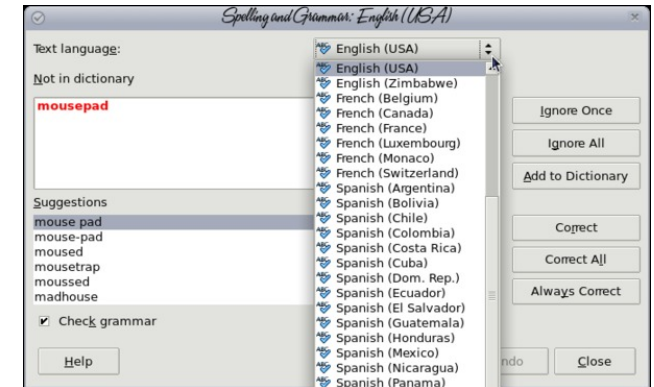 Spelling and Grammar: English (USA)
Text language:
English (USA)
English (USA)
English (Zimbabwe)
French (Belgium)
French (Canada)
French (France)
French (Luxembourg)
French (Monaco)
French (Switzerland)
Spanish (Argentina)
Spanish (Bolivia)
Spanish (Chile)
Spanish (Colombia)
Spanish (Costa Rica)
Spanish (Cuba)
Spanish (Dom. Rep.)
Spanish (Ecuador)
Spanish (El Salvador)
Spanish (Guatemala)
Spanish (Honduras)
Spanish (Mexico)
Spanish (Nicaragua)
Spanish (Panama)
Not in dictionary
mousepad
Ignore Once
Ignore All
Add to Dictionary
Suggestions
mouse pad
mouse-pad
moused
mousetrap
moussed
madhouse
Correct
Correct All
Always Correct
Check grammar
Help
Close